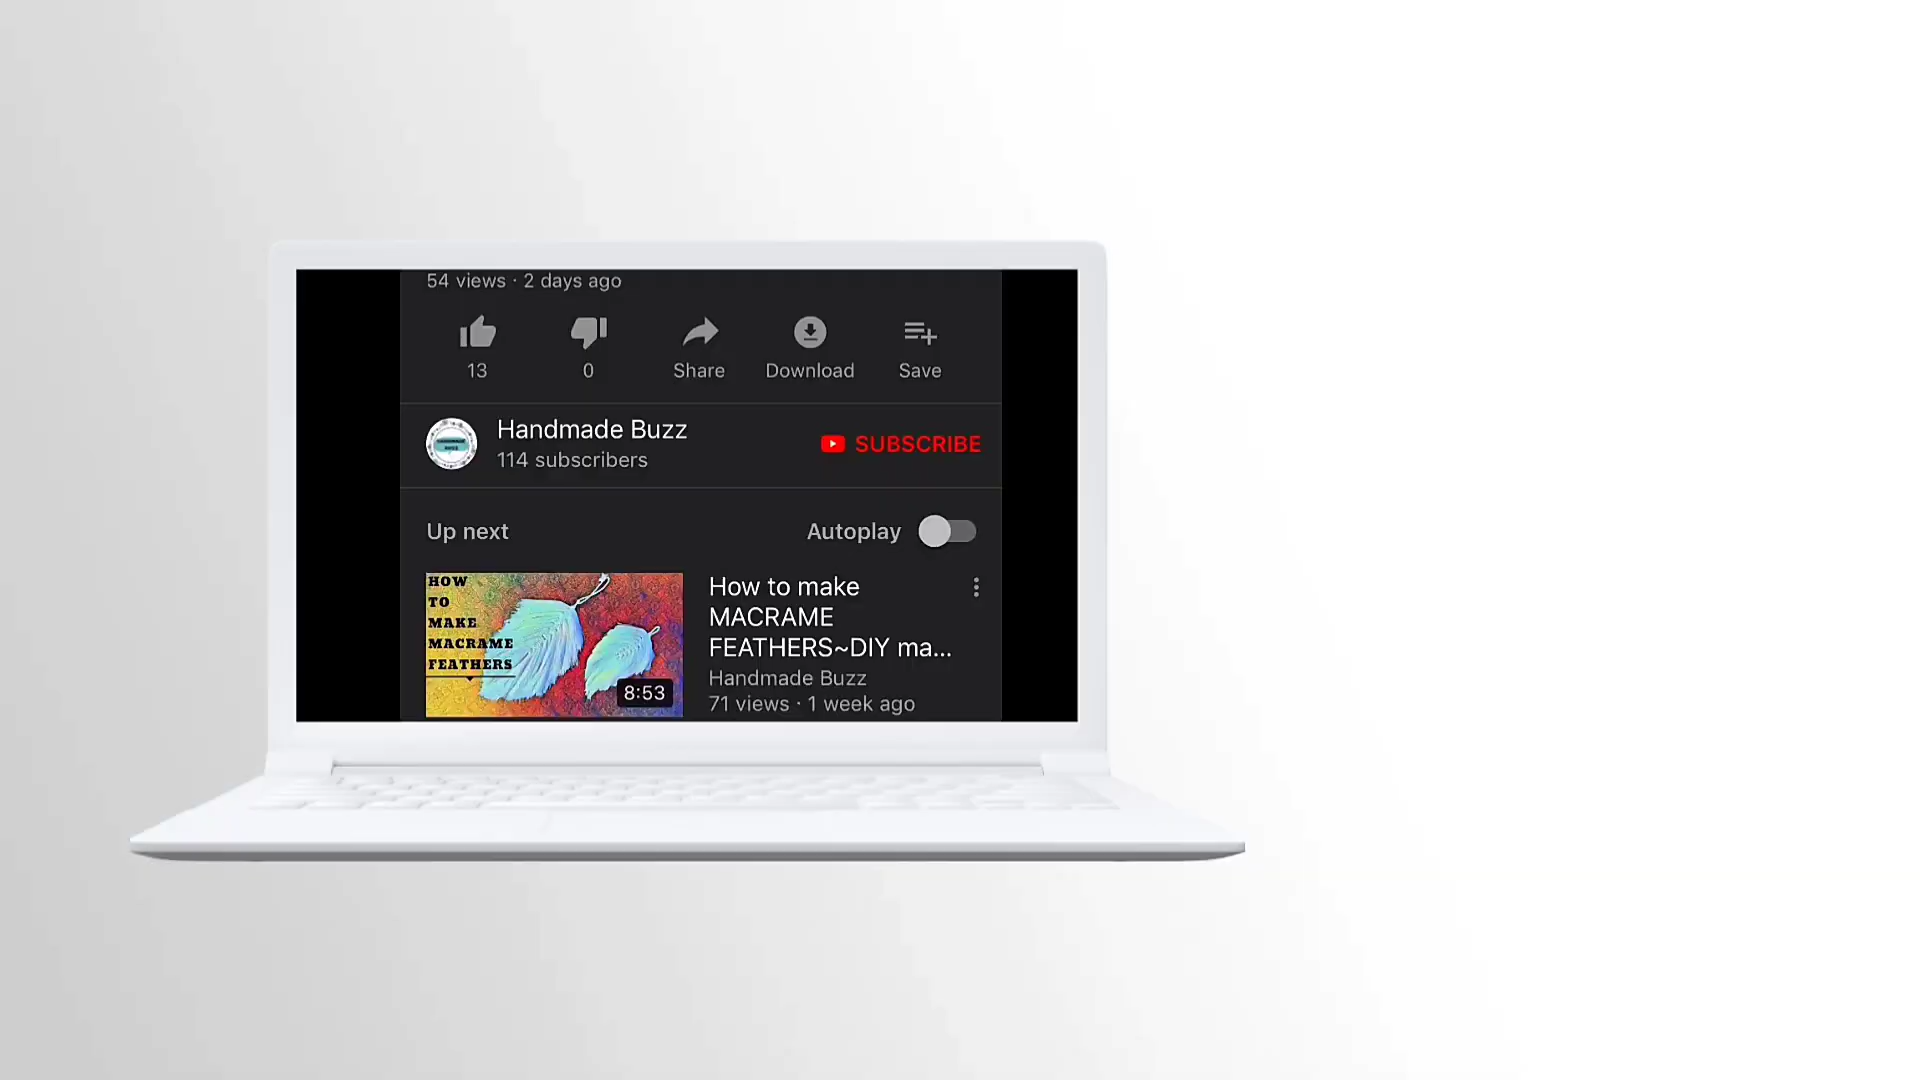 54 views · 2 days ago
13
0
Share
Download
Save
Handmade Buzz
114 subscribers
SUBSCRIBE
Up next
Autoplay
HOW
TO
MAKE
MACRAME
FEATHERS
8:53
How to make
MACRAME
FEATHERS~DIY ma...
Handmade Buzz
71 views · 1 week ago